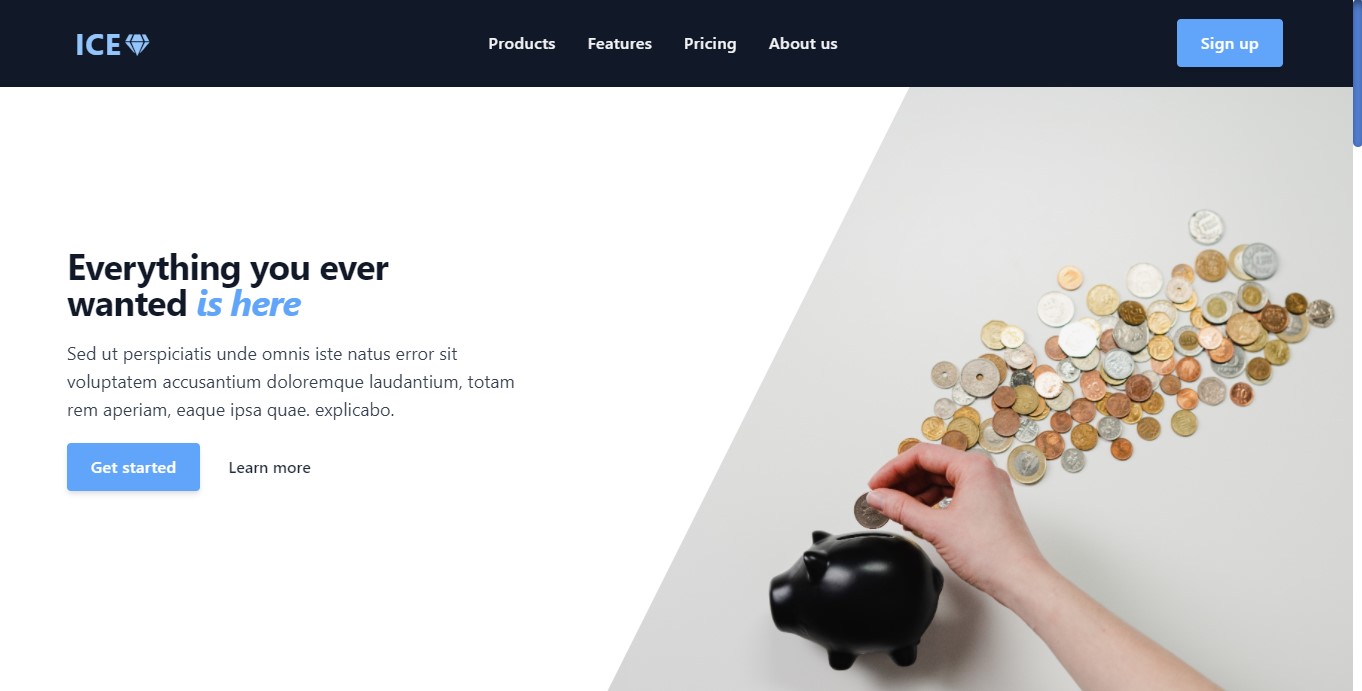 ICE
Products
Features
Pricing
About us
Sign up
Everything you ever
wanted is here
Sed ut perspiciatis unde omnis iste natus error sit
voluptatem accusantium doloremque laudantium, totam
rem aperiam, eaque ipsa quae. explicabo.
Get started
Learn more